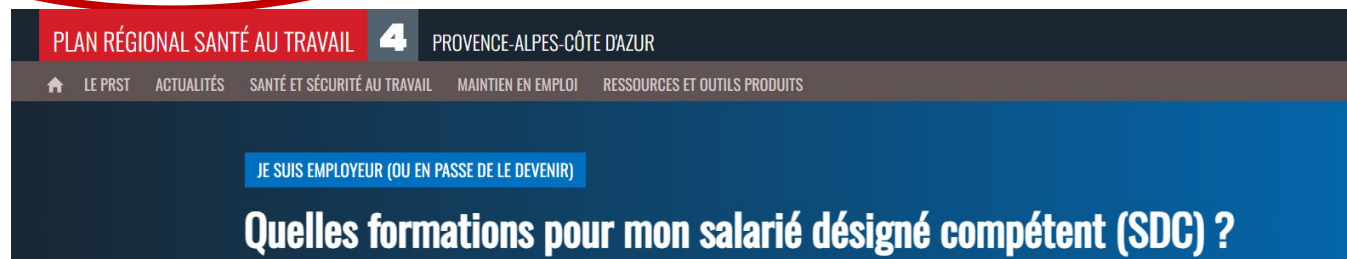 PLAN RÉGIONAL SANTÉ AU TRAVAIL 4 PROVENCE-ALPES-CÔTE D'AZUR
LE PRST ACTUALITÉS SANTÉ ET SÉCURITÉ AU TRAVAIL MAINTIEN EN EMPLOI RESSOURCES ET OUTILS PRODUITS
JE SUIS EMPLOYEUR (OU EN PASSE DE LE DEVENIR)
Quelles formations pour mon salarié désigné compétent (SDC) ?